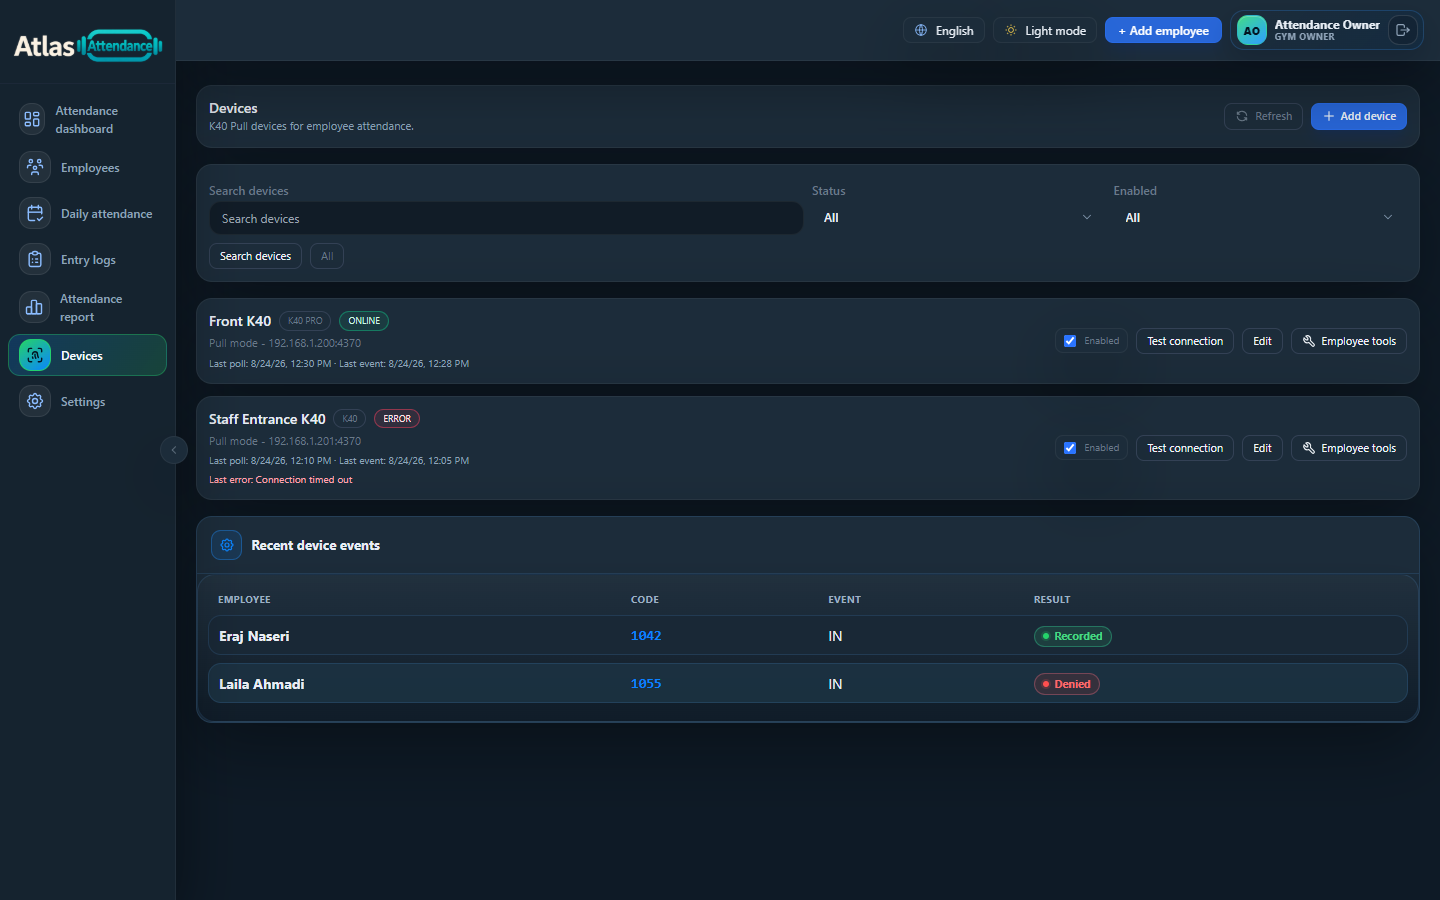 Atlas Attendance
English
Light mode
+ Add employee
AO
Attendance Owner
GYM OWNER
Attendance dashboard
Employees
Daily attendance
Entry logs
Attendance report
Devices
Settings
Devices
K40 Pull devices for employee attendance.
Refresh
+ Add device
Search devices
Status
Enabled
Search devices
All
All
Search devices
All
Front K40 K40 PRO ONLINE
Pull mode - 192.168.1.200:4370
Last poll: 8/24/26, 12:30 PM · Last event: 8/24/26, 12:28 PM
Enabled
Test connection
Edit
Employee tools
Staff Entrance K40 K40 ERROR
Pull mode - 192.168.1.201:4370
Last poll: 8/24/26, 12:10 PM · Last event: 8/24/26, 12:05 PM
Last error: Connection timed out
Enabled
Test connection
Edit
Employee tools
Recent device events
EMPLOYEE CODE EVENT RESULT
Eraj Naseri 1042 IN Recorded
Laila Ahmadi 1055 IN Denied